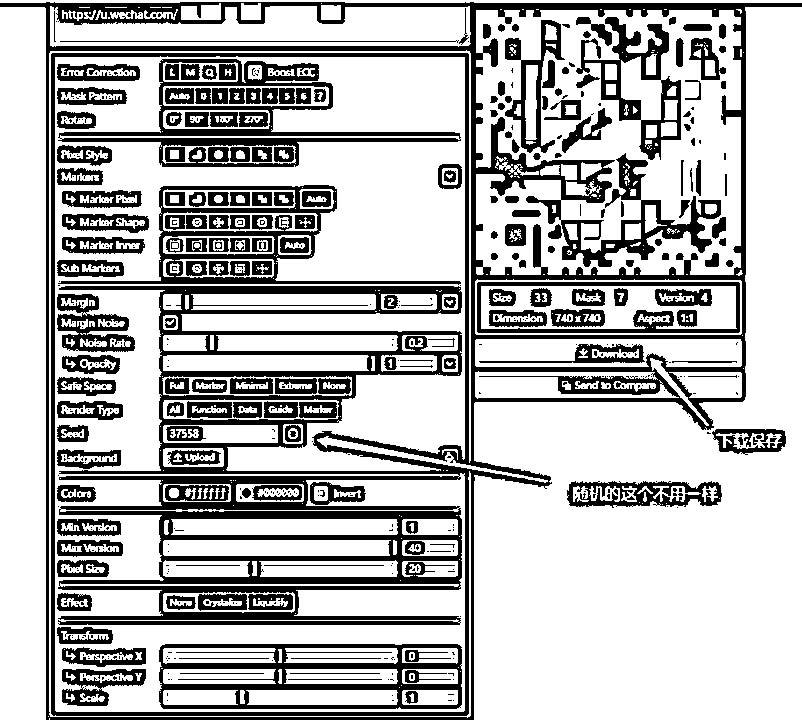 https://u.wechat.com/
Error Correction L M Q H Boost ECC
Mask Pattern Auto 0 1 2 3 4 5 6 7
Rotate 0° 90° 180° 270°
Pixel Style
Markers
↳ Marker Pixel Auto
↳ Marker Shape
↳ Marker Inner Auto
Sub Markers
Margin 2
Margin Noise
↳ Noise Rate 0.2
↳ Opacity 1
Safe Space Full Marker Minimal Extreme None
Render Type All Function Data Guide Marker
Seed 37558
Background Upload
Colors #ffffff #000000 Invert
Min Version 1
Max Version 40
Pixel Size 20
Effect None Crystalize Liquidify
Transform
↳ Perspective X 0
↳ Perspective Y 0
↳ Scale 1
Size 33 Mask 7 Version 4
Dimension 740 x 740 Aspect 1:1
Download
Send to Compare
下载保存
随机的这个不用一样